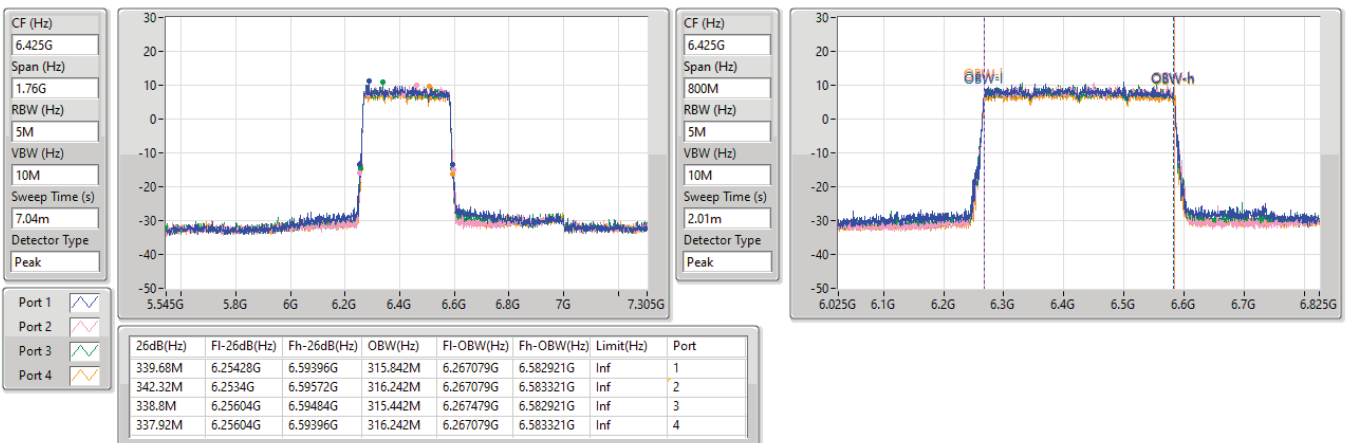 CF (Hz)
6.425G
Span (Hz)
1.76G
RBW (Hz)
5M
VBW (Hz)
10M
Sweep Time (s)
7.04m
Detector Type
Peak
30
20
10
0
-10
-20
-30
-40
-50
5.545G 5.8G 6G 6.2G 6.4G 6.6G 6.8G 7G 7.305G
CF (Hz)
6.425G
Span (Hz)
800M
RBW (Hz)
5M
VBW (Hz)
10M
Sweep Time (s)
2.01m
Detector Type
Peak
30
20
10
0
-10
-20
-30
-40
-50
OBW-l OBW-h
6.025G 6.1G 6.2G 6.3G 6.4G 6.5G 6.6G 6.7G 6.825G
Port 1
Port 2
Port 3
Port 4
26dB(Hz) Fl-26dB(Hz) Fh-26dB(Hz) OBW(Hz) Fl-OBW(Hz) Fh-OBW(Hz) Limit(Hz) Port
339.68M 6.25428G 6.59396G 315.842M 6.267079G 6.582921G Inf 1
342.32M 6.2534G 6.59572G 316.242M 6.267079G 6.583321G Inf 2
338.8M 6.25604G 6.59484G 315.442M 6.267479G 6.582921G Inf 3
337.92M 6.25604G 6.59396G 316.242M 6.267079G 6.583321G Inf 4